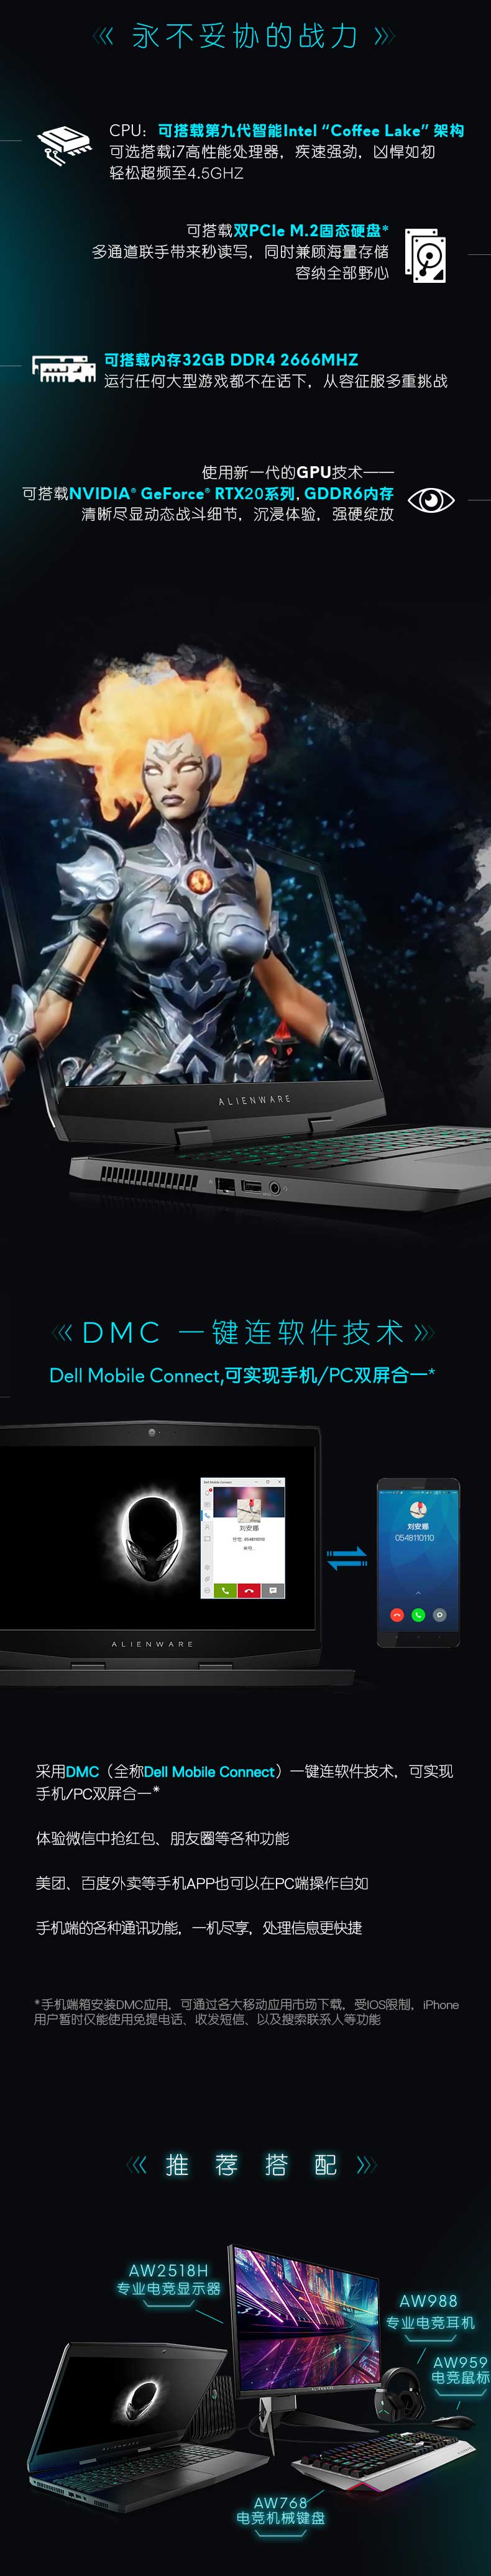 永不妥协的战力
CPU：可搭载第九代智能Intel “Coffee Lake” 架构
可选搭载i7高性能处理器，疾速强劲，凶悍如初
轻松超频至4.5GHZ
可搭载双PCIe M.2固态硬盘*
多通道联手带来秒读写，同时兼顾海量存储
容纳全部野心
可搭载内存32GB DDR4 2666MHZ
运行任何大型游戏都不在话下，从容征服多重挑战
使用新一代的GPU技术——
可搭载NVIDIA® GeForce® RTX20系列, GDDR6内存
清晰尽显动态战斗细节，沉浸体验，强硬绽放
ALIENWARE
DMC 一键连软件技术
Dell Mobile Connect,可实现手机/PC双屏合一*
Dell Mobile Connect
刘安娜
来电...
刘安娜
0548110110
ALIENWARE
采用DMC（全称Dell Mobile Connect）一键连软件技术，可实现
手机/PC双屏合一*
体验微信中抢红包、朋友圈等各种功能
美团、百度外卖等手机APP也可以在PC端操作自如
手机端的各种通讯功能，一机尽享，处理信息更快捷
*手机端箱安装DMC应用，可通过各大移动应用市场下载，受IOS限制，iPhone
用户暂时仅能使用免提电话、收发短信、以及搜索联系人等功能
推荐搭配
AW2518H
专业电竞显示器
AW988
专业电竞耳机
AW959
电竞鼠标
ALIENWARE
AW768
电竞机械键盘